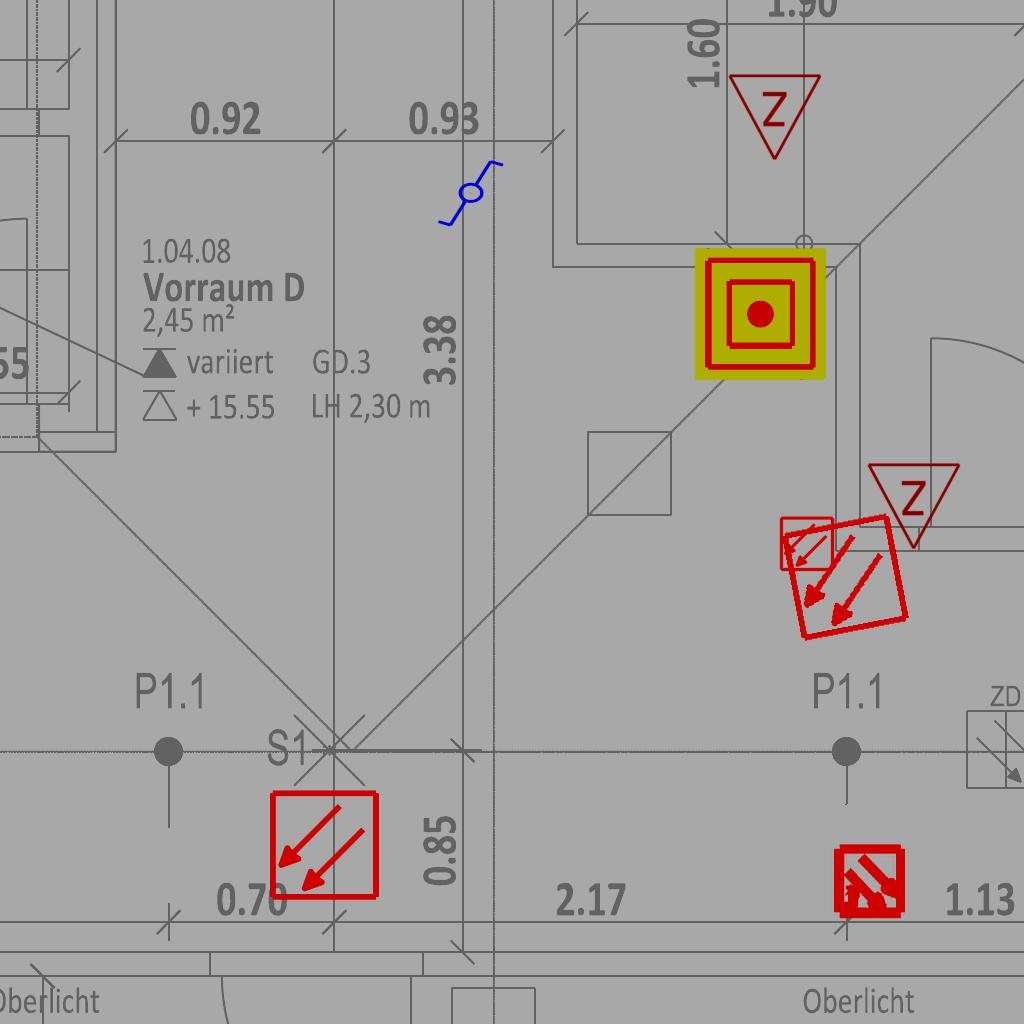 1.90
1.60
Z
0.92
0.93
1.04.08
Vorraum D
2,45 m²
variiert GD.3
+ 15.55 LH 2,30 m
3.38
55
Z
P1.1
P1.1
ZD
S1
0.85
0.70
2.17
1.13
Oberlicht
Oberlicht